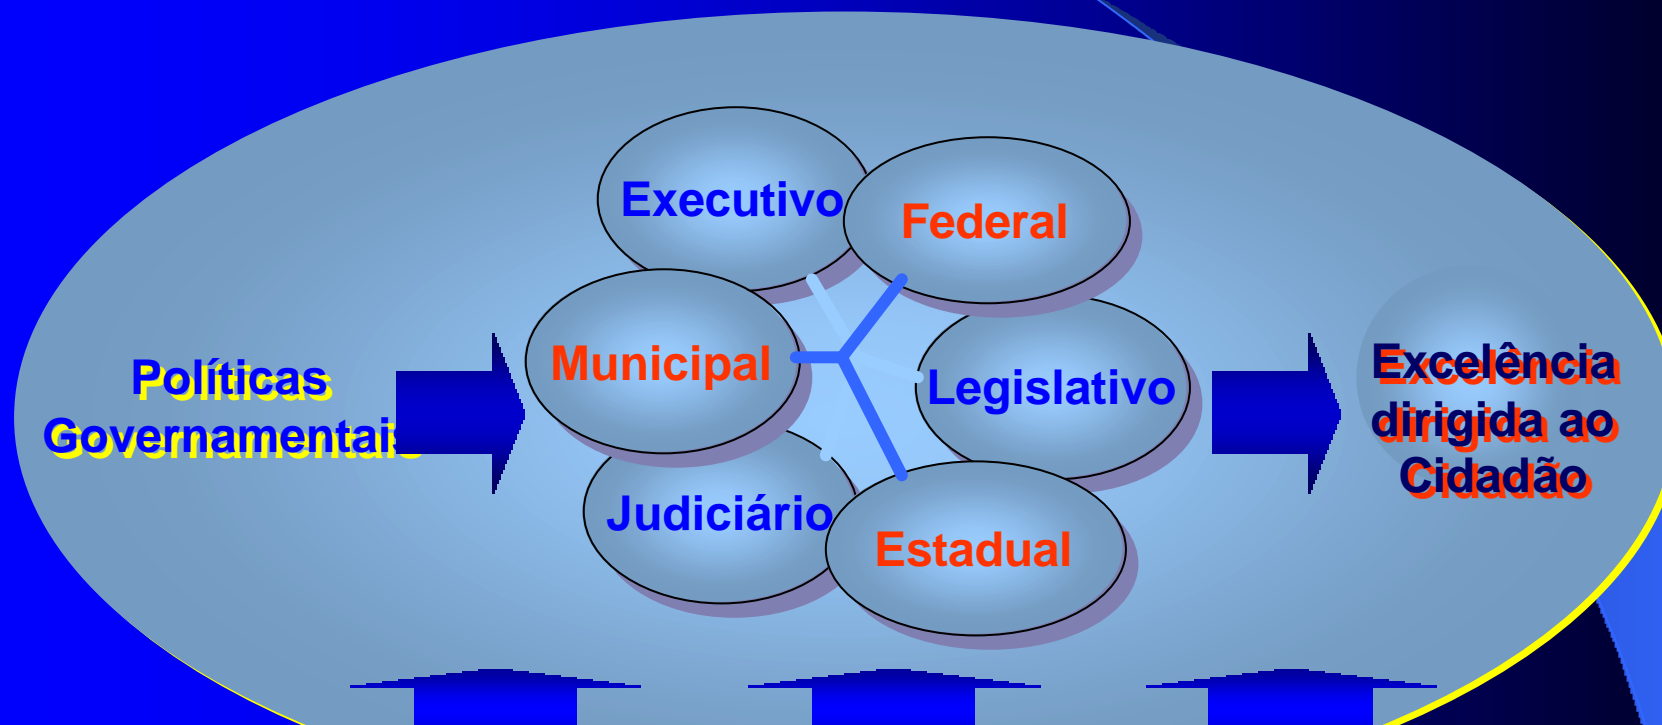 Executivo
Federal
Municipal
Legislativo
Judiciário
Estadual
Políticas
Governamentais
Excelência
dirigida ao
Cidadão